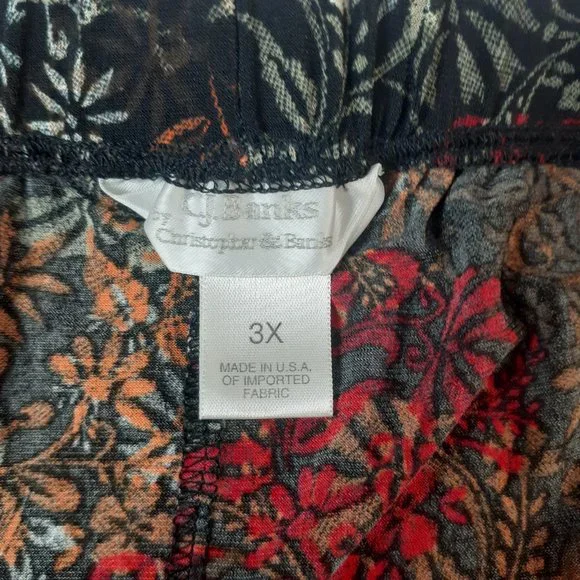 CJ. Banks
by
Christopher & Banks
3X
MADE IN U.S.A.
OF IMPORTED
FABRIC